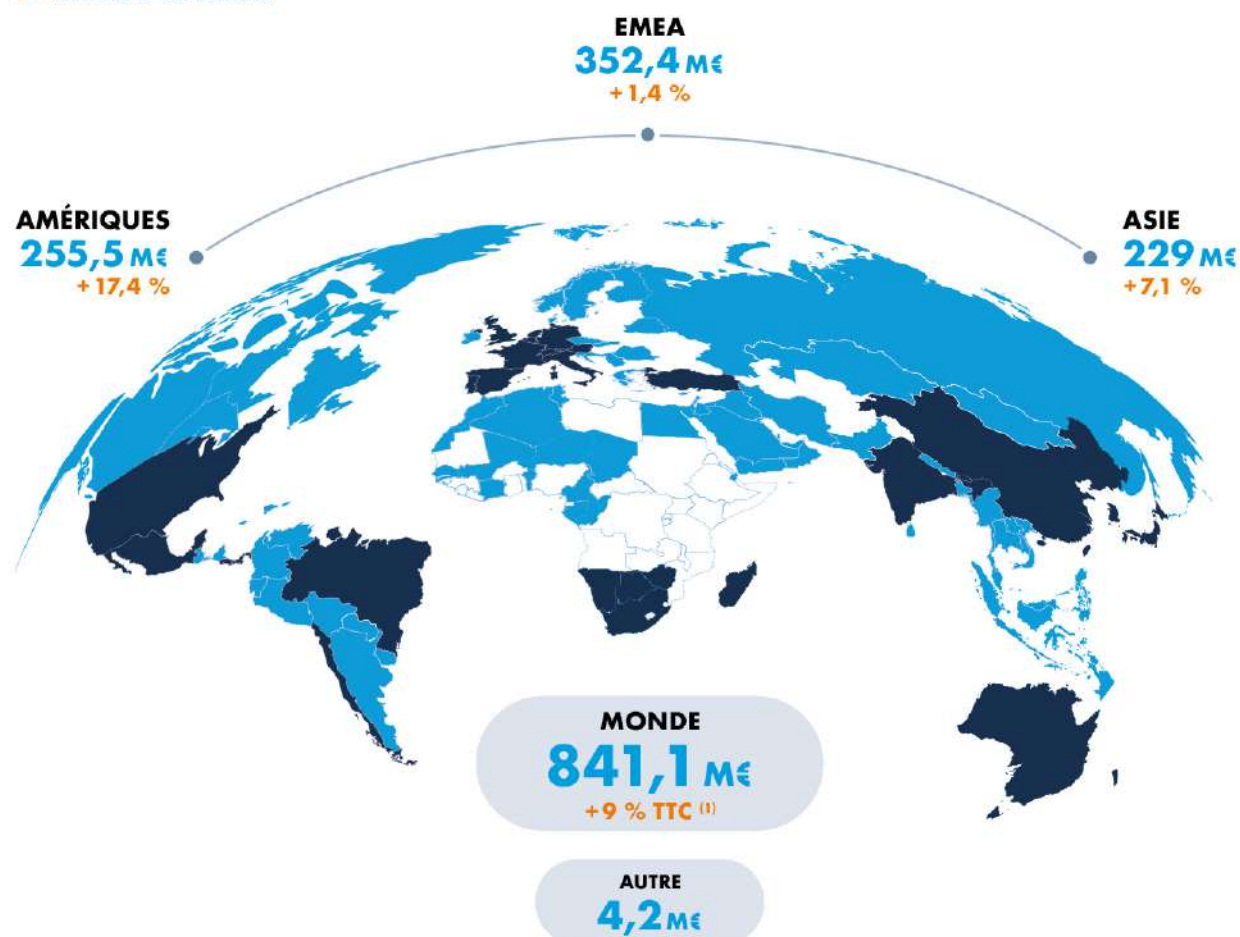 EMEA
352,4 M€
+1,4 %
AMÉRIQUES
255,5 M€
+17,4 %
ASIE
229 M€
+7,1 %
MONDE
841,1 M€
+9 % TTC (1)
AUTRE
4,2 M€